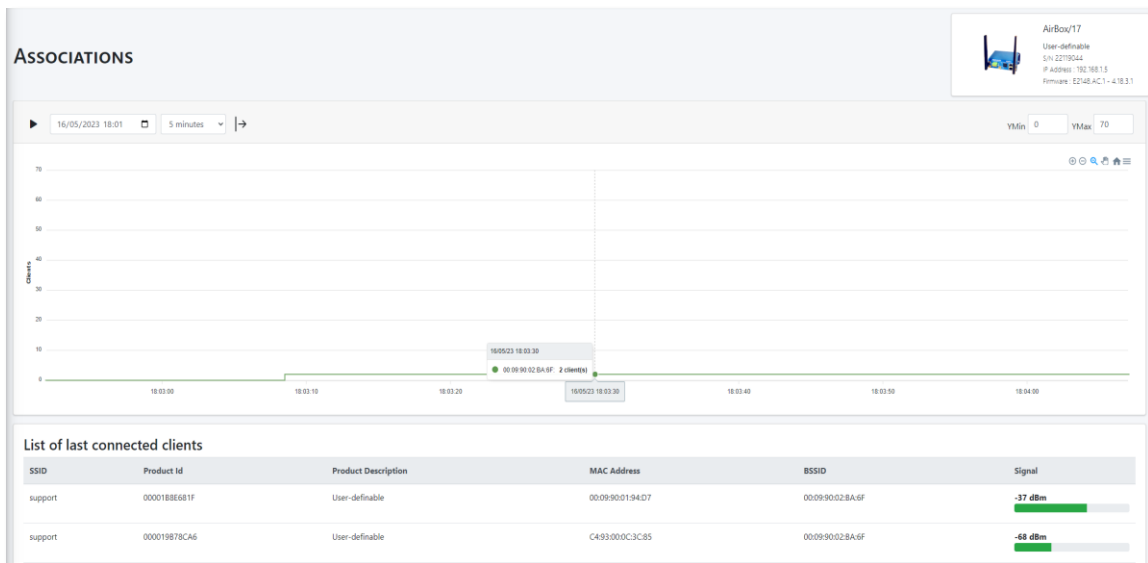 AirBox/17
ASSOCIATIONS
User-definable
S/N 22119044
IP Address : 192.168.1.5
Firmware : E2148.AC.1 - 4.18.3.1
16/05/2023 18:01 5 minutes YMin 0 YMax 70
70
60
50
40
Clients
30
20
10
0
16/05/23 18:03:30
00:09:90:02:BA:6F: 2 client(s)
18:03:00 18:03:10 18:03:20 16/05/23 18:03:30 18:03:40 18:03:50 18:04:00
List of last connected clients
SSID Product Id Product Description MAC Address BSSID Signal
support 00001B8E681F User-definable 00:09:90:01:94:D7 00:09:90:02:BA:6F -37 dBm
support 000019B78CA6 User-definable C4:93:00:0C:3C:85 00:09:90:02:BA:6F -68 dBm